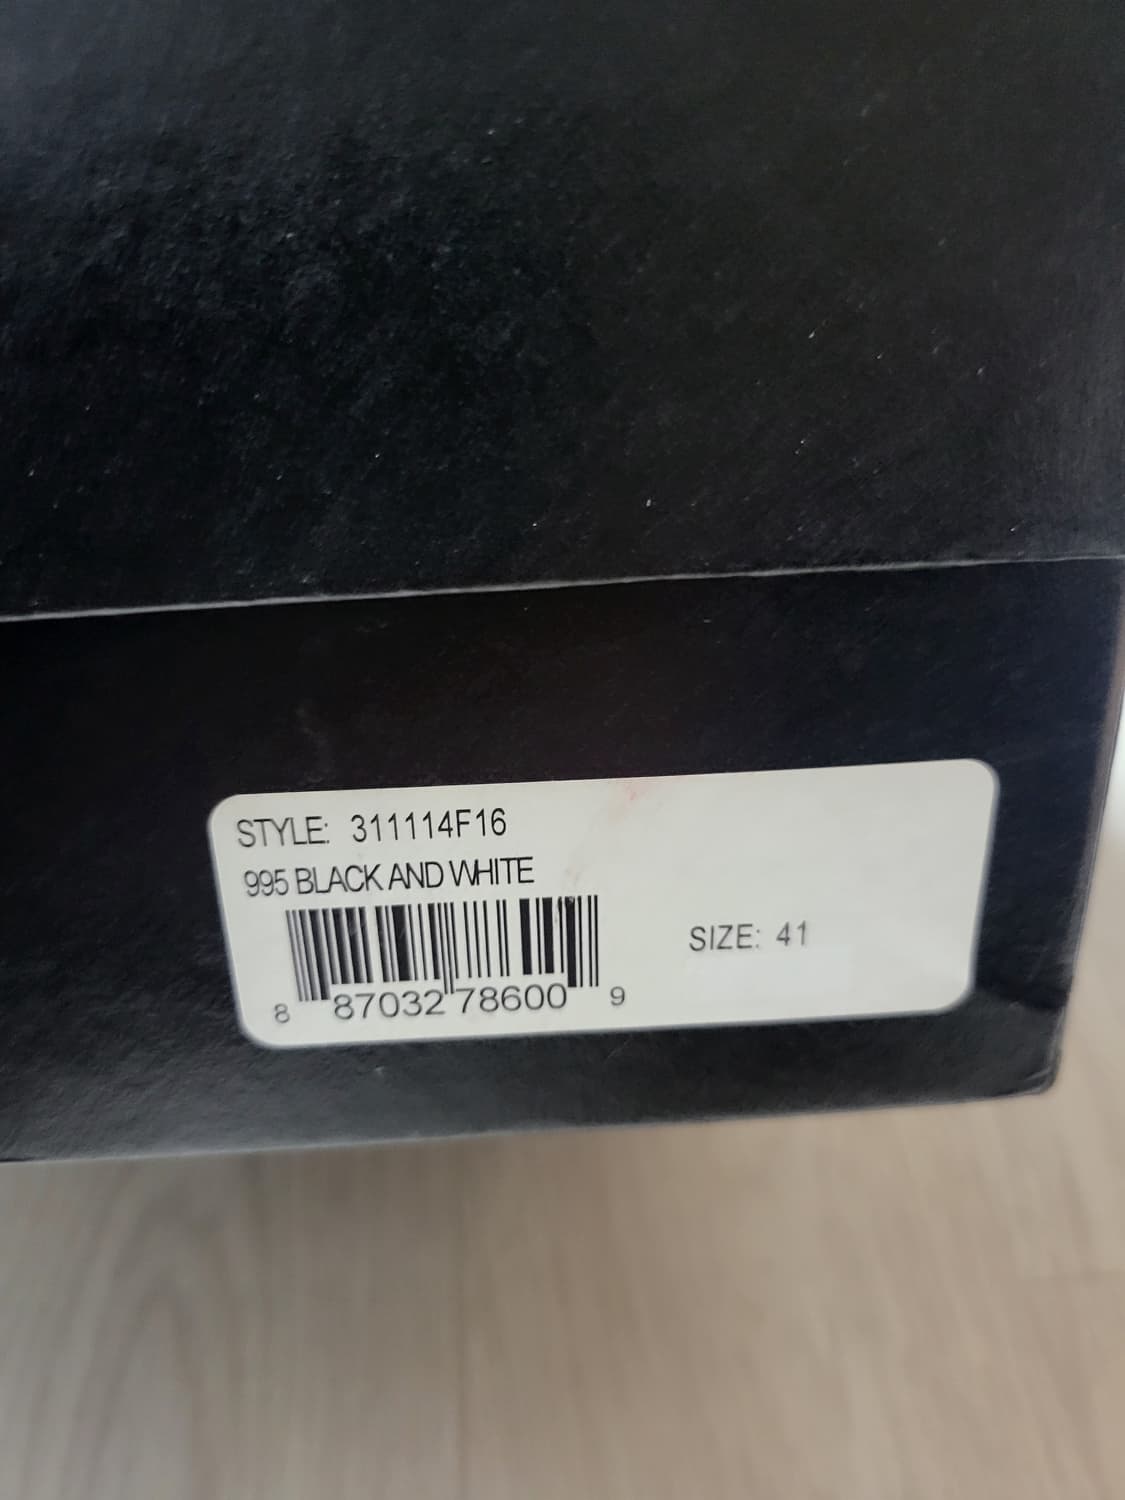 STYLE: 311114F16
995 BLACK AND WHITE
SIZE: 41
8 87032 78600 9